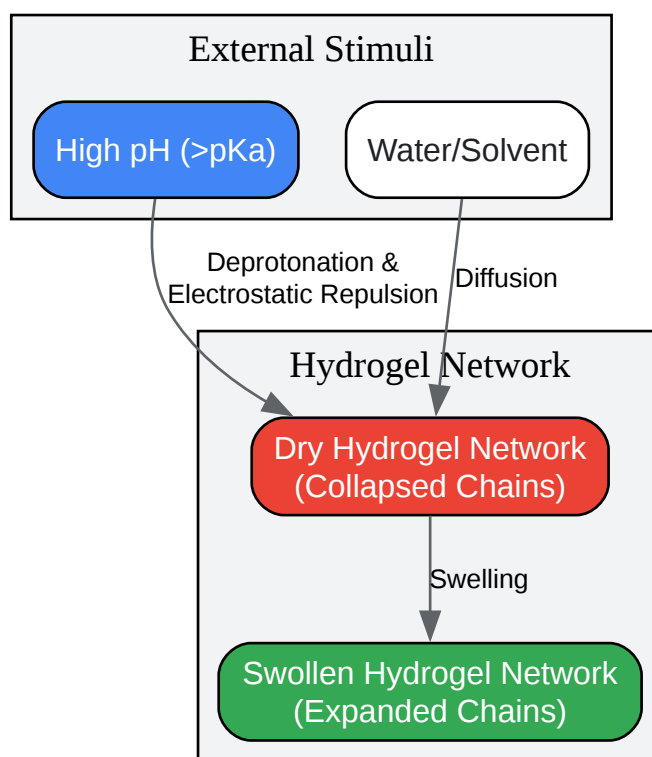 External Stimuli
High pH (>pKa)
Water/Solvent
Deprotonation &
Electrostatic Repulsion
Diffusion
Hydrogel Network
Dry Hydrogel Network
(Collapsed Chains)
Swelling
Swollen Hydrogel Network
(Expanded Chains)